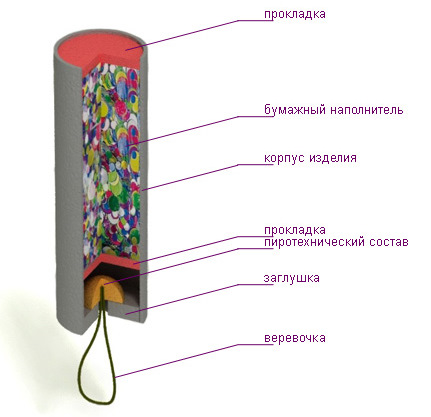 прокладка
бумажный наполнитель
корпус изделия
прокладка
пиротехнический состав
заглушка
веревочка